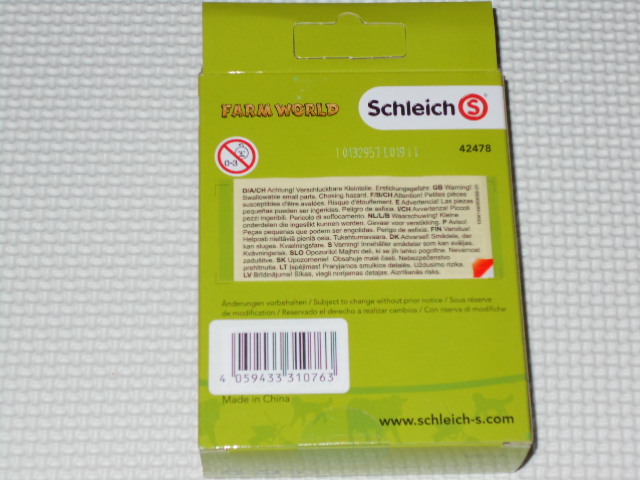 FARM WORLD
Schleich S
0-3
42478
D/A/CH Achtung! Verschluckbare Kleinteile. Erstickungsgefahr. GB Warning!
Swallowable small parts. Choking hazard. F/B/CH Attention! Petites pièces
susceptibles d'être avalées. Risque d'étouffement. E Advertencia! Las piezas
pequeñas pueden ser ingeridas. Peligro de asfixia. I/CH Avvertenza! Piccoli
pezzi ingeribili. Pericolo di soffocamento. NL/L/B Waarschuwing! Kleine
onderdelen die ingeslikt kunnen worden. Gevaar voor verstikking. P Aviso!
Peças pequenas que podem ser engolidas. Perigo de asfixia. FIN Varoitus!
Helposti nieltäviä pieniä osia. Tukehtumisvaara. DK Advarsel! Smådele, der
kan sluges. Kvælningsfare. S Varning! Innehåller smådelar som kan sväljas.
Kvävningsrisk. SLO Opozorilo! Majhni deli, ki se jih lahko pogoltne. Nevarnost
zadušitve. SK Upozornenie! Obsahuje malé časti. Nebezpečenstvo
prehltnutia. LT Įspėjimas! Praryjamos smulkios detalės. Uždusimo rizika.
LV Brīdinājums! Sīkas, viegli norijamas detaļas. Aizrīšanās risks.
Änderungen vorbehalten / Subject to change without prior notice / Sous réserve
de modification / Reservado el derecho a realizar cambios / Con riserva di modifiche
4 059433 310763
Made in China
www.schleich-s.com